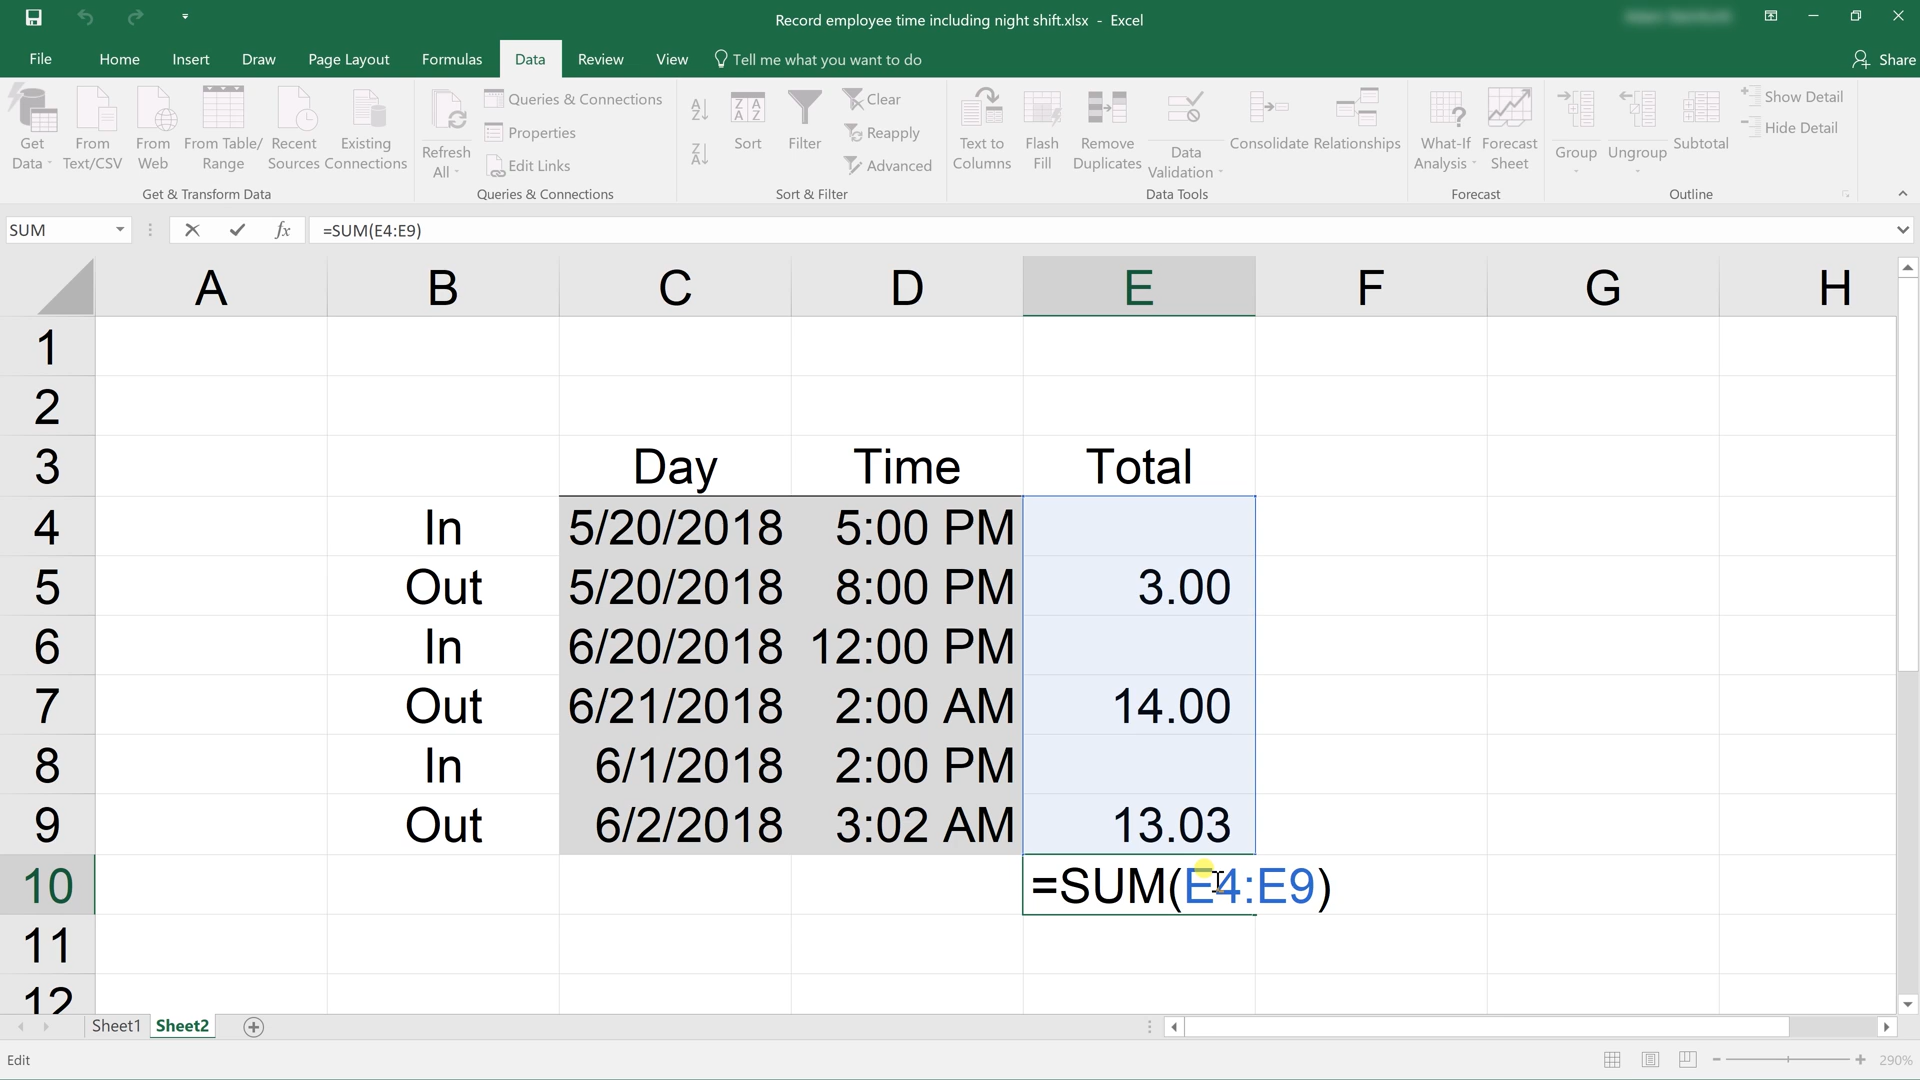 Record employee time including night shift.xlsx - Excel
File Home Insert Draw Page Layout Formulas Data Review View Tell me what you want to do Share
Get Data
From Text/CSV
From Web
From Table/ Range
Recent Sources
Existing Connections
Get & Transform Data
Refresh All
Queries & Connections
Properties
Edit Links
Queries & Connections
A Z
Z A
Z A A Z
Sort
Filter
Clear
Reapply
Advanced
Sort & Filter
Text to Columns
Flash Fill
Remove Duplicates
Data Validation
Consolidate
Relationships
Data Tools
What-If Analysis
Forecast Sheet
Forecast
Group
Ungroup
Subtotal
Show Detail
Hide Detail
Outline
SUM fx =SUM(E4:E9)
A B C D E F G H
1
2
3 Day Time Total
4 In 5/20/2018 5:00 PM
5 Out 5/20/2018 8:00 PM 3.00
6 In 6/20/2018 12:00 PM
7 Out 6/21/2018 2:00 AM 14.00
8 In 6/1/2018 2:00 PM
9 Out 6/2/2018 3:02 AM 13.03
10 =SUM(E4:E9)
11
12
Sheet1 Sheet2
Edit 290%